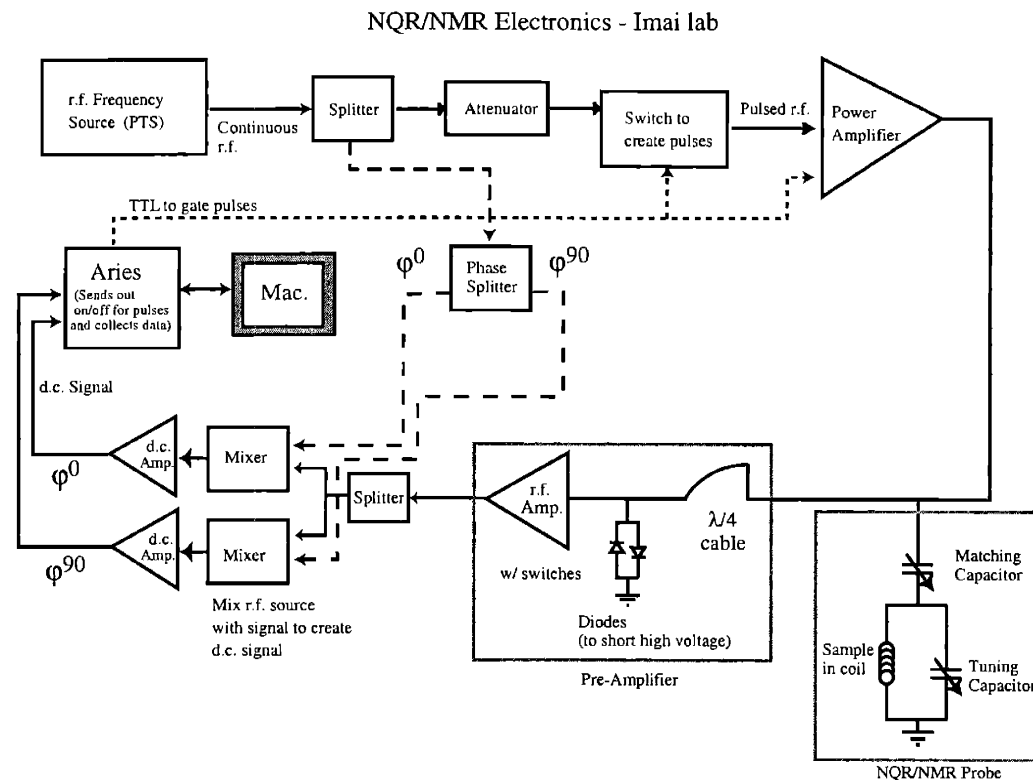 NQR/NMR Electronics - Imai lab
r.f. Frequency
Source (PTS)
Continuous
r.f.
Splitter
Attenuator
Switch to
create pulses
Pulsed r.f.
Power
Amplifier
TTL to gate pulses
Aries
(Sends out
on/off for pulses
and collects data)
Mac.
φ0
Phase
Splitter
φ90
d.c. Signal
d.c.
Amp.
Mixer
φ0
Splitter
d.c.
Amp.
Mixer
φ90
Mix r.f. source
with signal to create
d.c. signal
r.f.
Amp.
w/ switches
λ/4
cable
Diodes
(to short high voltage)
Pre-Amplifier
Matching
Capacitor
Sample
in coil
Tuning
Capacitor
NQR/NMR Probe